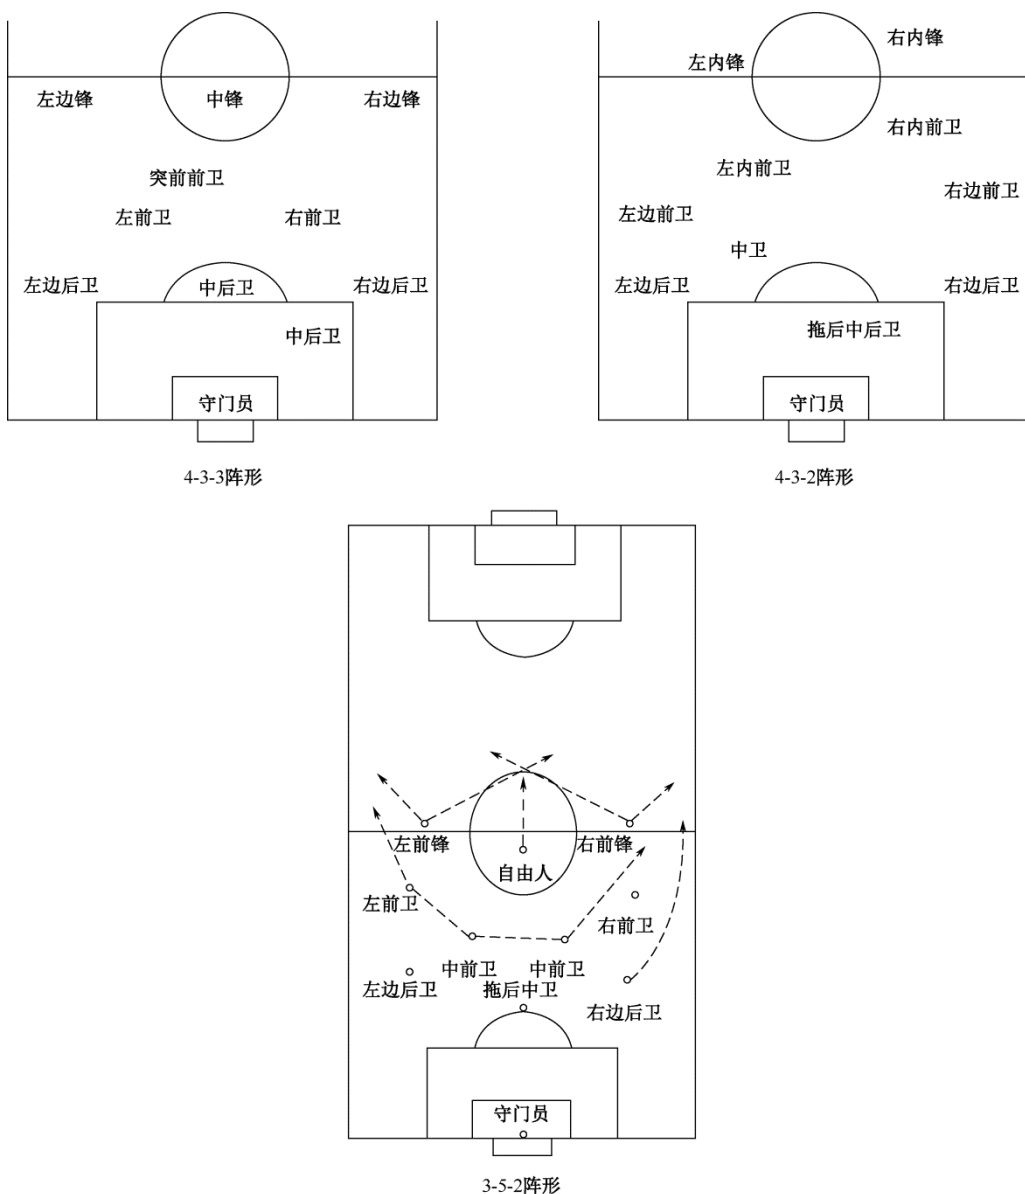 左边锋
中锋
右边锋
突前前卫
左前卫
右前卫
左边后卫
中后卫
右边后卫
中后卫
守门员
4-3-3阵形
右内锋
左内锋
右内前卫
左内前卫
右边前卫
左边前卫
中卫
左边后卫
右边后卫
拖后中后卫
守门员
4-3-2阵形
左前锋
右前锋
自由人
左前卫
右前卫
中前卫
中前卫
左边后卫
拖后中卫
右边后卫
守门员
3-5-2阵形